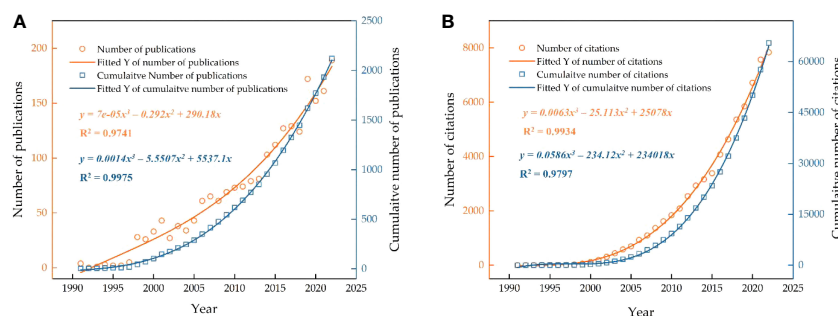 A
Number of publications
Cumulaitve Number of publications
200
150
100
50
0
2500
2000
1500
1000
500
0
Number of publications
Fitted Y of number of publications
Cumulaitve Number of publications
Fitted Y of cumulative number of publications
y = 7e-05x³ – 0.292x² + 290.18x
R² = 0.9741
y = 0.0014x³ – 5.5507x² + 5537.1x
R² = 0.9975
1990 1995 2000 2005 2010 2015 2020 2025
Year
B
Number of citations
Cumulaitve number of citations
8000
6000
4000
2000
0
60000
45000
30000
15000
0
Number of citations
Fitted Y of number of citations
Cumulaitve number of citations
Fitted Y of cumulative number of citations
y = 0.0063x³ – 25.113x² + 25078x
R² = 0.9934
y = 0.0586x³ – 234.12x² + 234018x
R² = 0.9797
1990 1995 2000 2005 2010 2015 2020 2025
Year